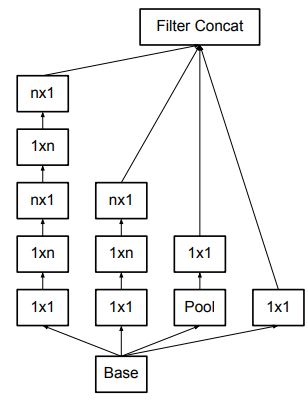 Filter Concat
nx1
1xn
nx1
nx1
1xn
1xn
1x1
1x1
1x1
Pool
1x1
Base